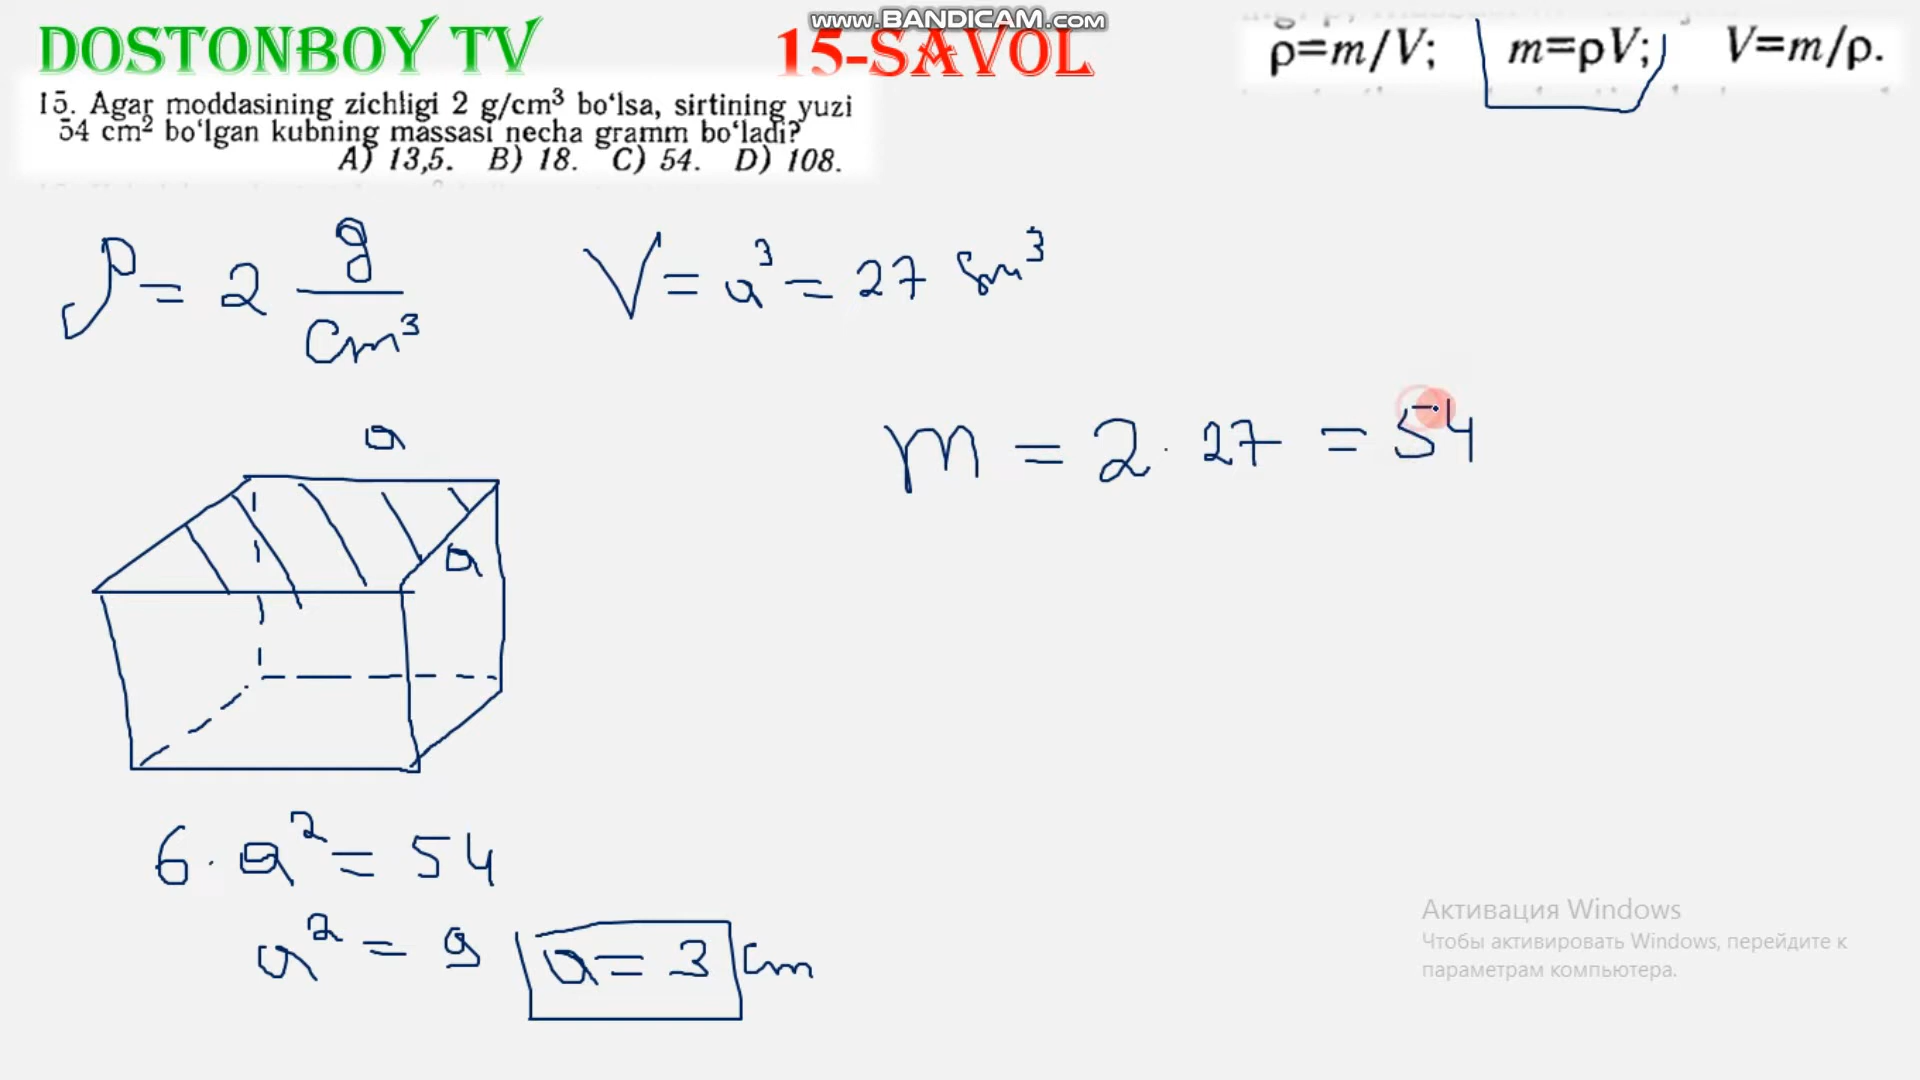 www.BANDICAM.com
DOSTONBOY TV
15-SAVOL
ρ=m/V; m=ρV; V=m/ρ.
15. Agar moddasining zichligi 2 g/cm³ bo‘lsa, sirtining yuzi
54 cm² bo‘lgan kubning massasi necha gramm bo‘ladi?
A) 13,5. B) 18. C) 54. D) 108.
ρ = 2 g/cm³
V = a³ = 27 sm³
m = 2 · 27 = 54
a
a
6 · a² = 54
a² = 9
a = 3 cm
Активация Windows
Чтобы активировать Windows, перейдите к
параметрам компьютера.